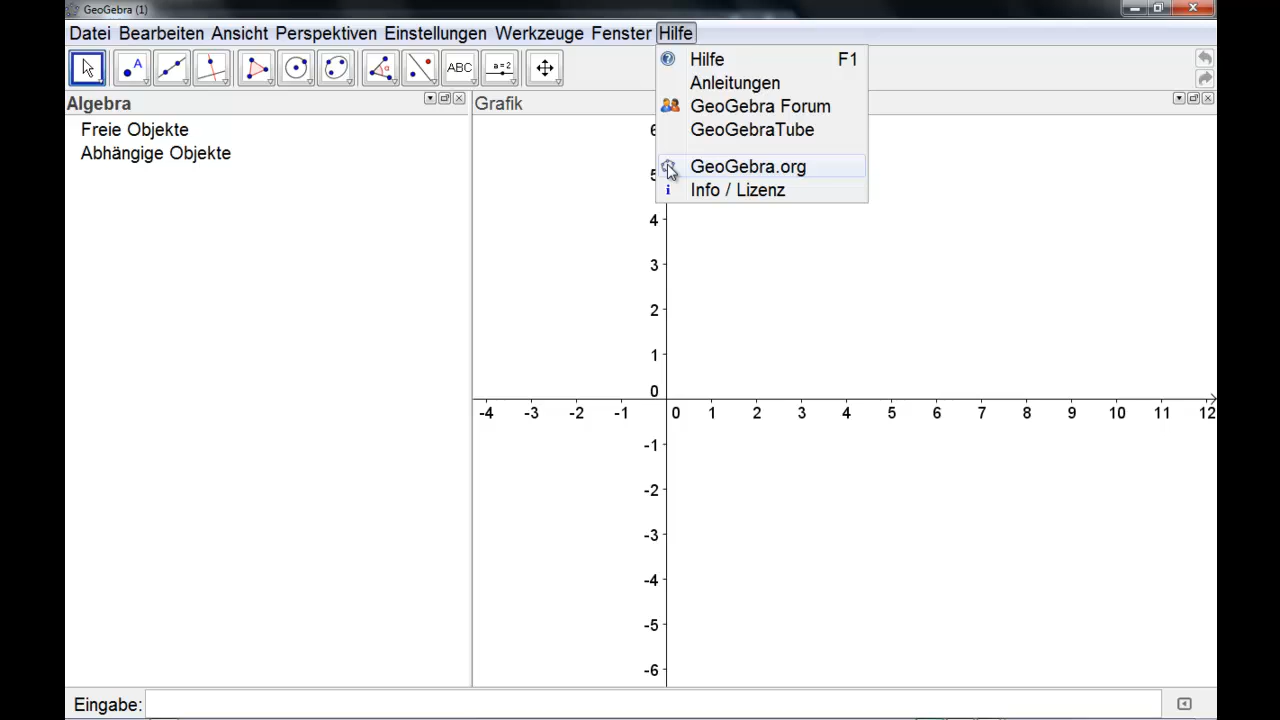 GeoGebra (1)
Datei Bearbeiten Ansicht Perspektiven Einstellungen Werkzeuge Fenster Hilfe
A
ABC
a=2
Hilfe F1
Anleitungen
GeoGebra Forum
GeoGebraTube
GeoGebra.org
Info / Lizenz
Algebra
Freie Objekte
Abhängige Objekte
Grafik
6
5
4
3
2
1
0
-4 -3 -2 -1 0 1 2 3 4 5 6 7 8 9 10 11 12
-1
-2
-3
-4
-5
-6
Eingabe: